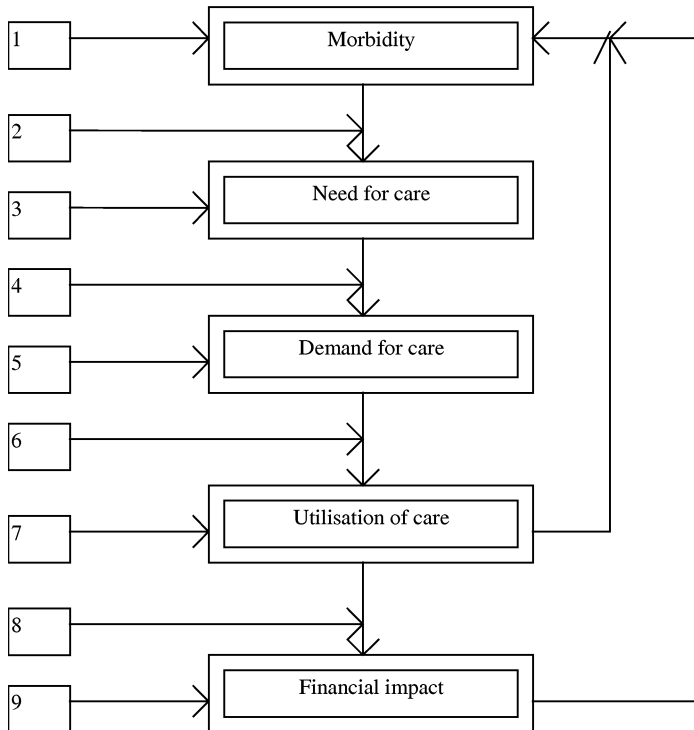 1
Morbidity
2
3
Need for care
4
5
Demand for care
6
7
Utilisation of care
8
9
Financial impact